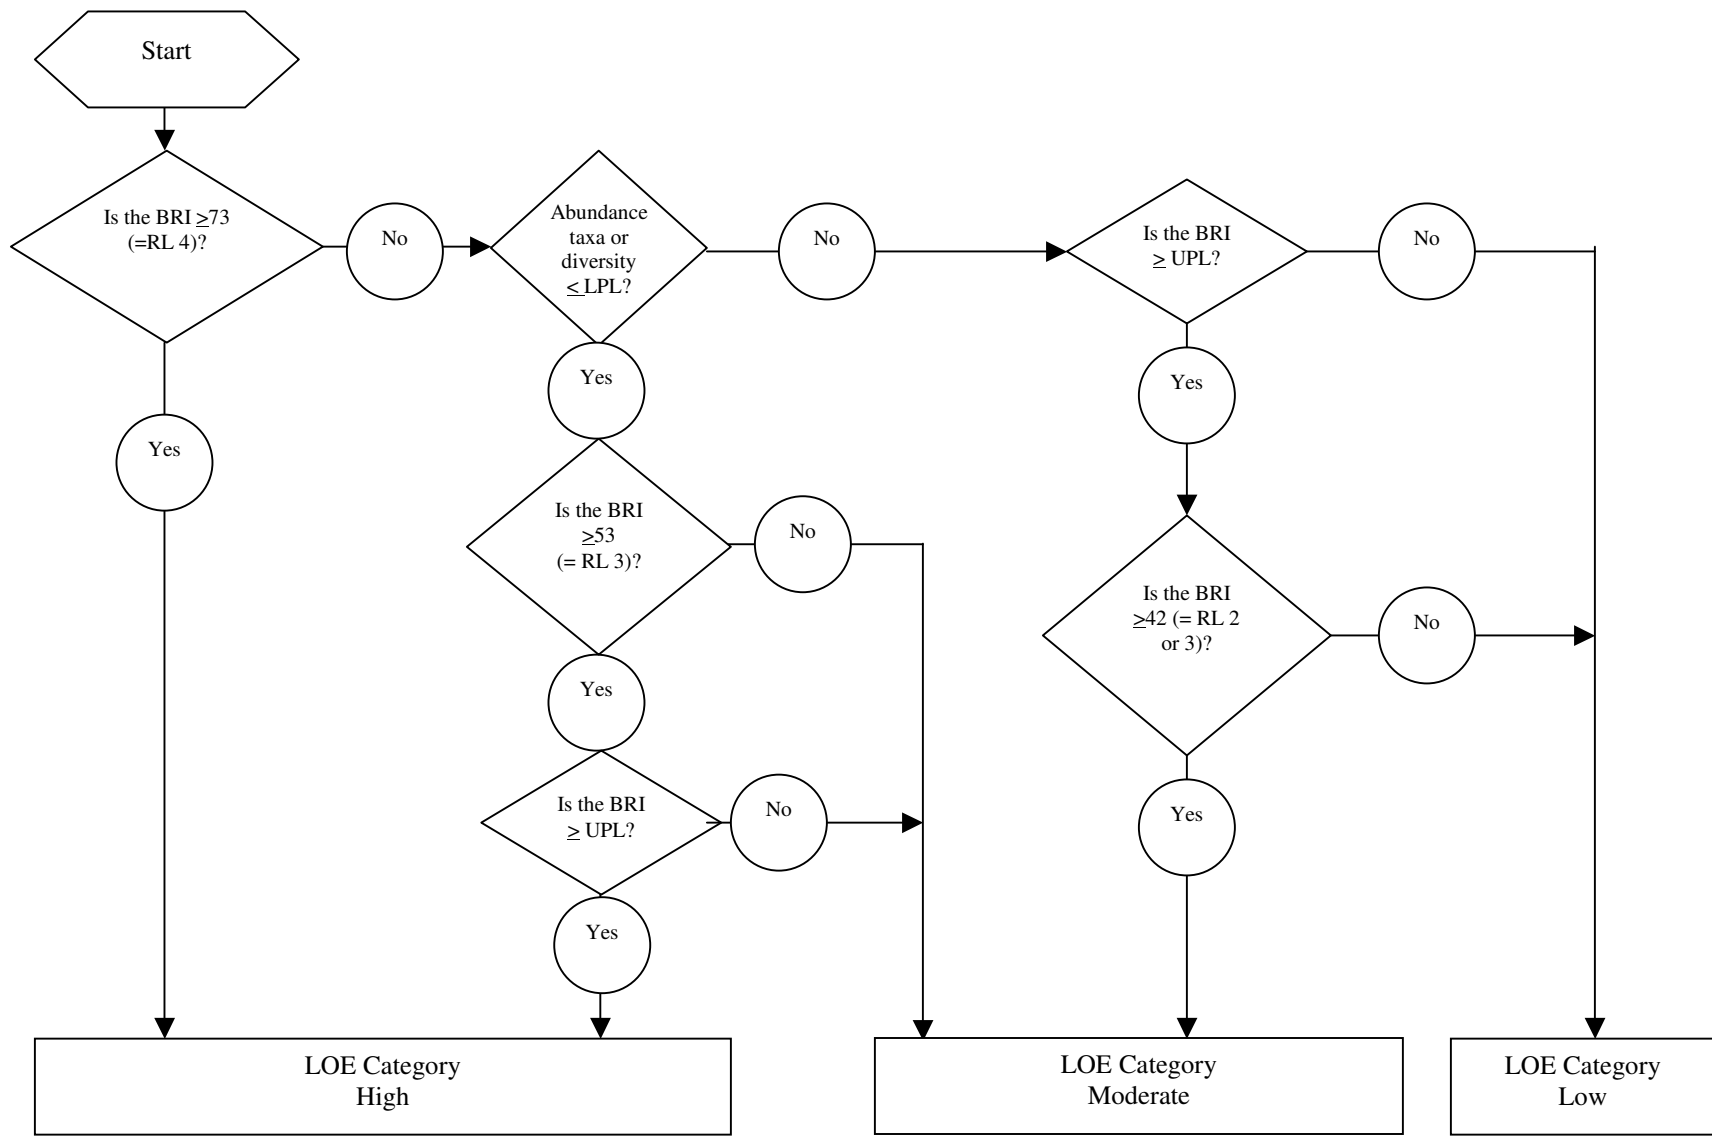 Start
Is the BRI ≥73
(=RL 4)?
No
Abundance
taxa or
diversity
≤ LPL?
No
Is the BRI
≥ UPL?
No
Yes
Yes
Yes
Is the BRI
≥53
(= RL 3)?
No
Is the BRI
≥42 (= RL 2
or 3)?
No
Yes
Is the BRI
≥ UPL?
No
Yes
Yes
LOE Category
High
LOE Category
Moderate
LOE Category
Low